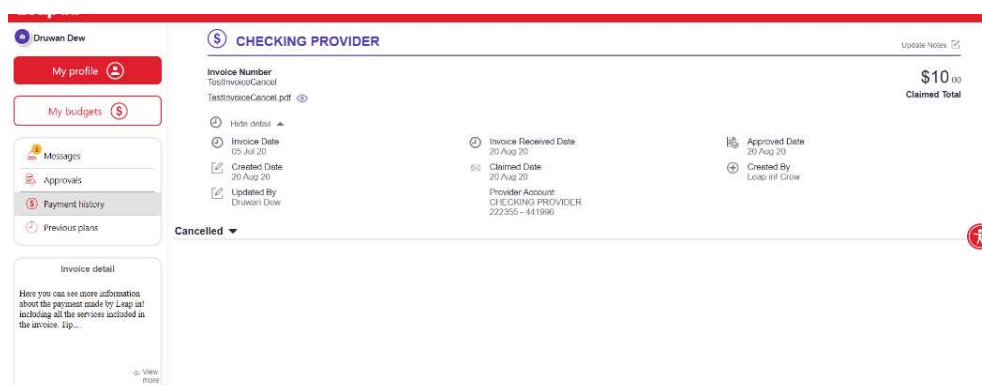 Druwan Dew
My profile
My budgets
Messages
Approvals
Payment history
Previous plans
Invoice detail
Here you can see more information
about the payment made by Leap in!
including all the services included in
the invoice. Tip...
View
more
CHECKING PROVIDER
Update Notes
Invoice Number
TestInvoiceCancel
TestInvoiceCancel.pdf
$10.00
Claimed Total
Hide detail
Invoice Date
05 Jul 20
Invoice Received Date
20 Aug 20
Approved Date
20 Aug 20
Created Date
20 Aug 20
Claimed Date
20 Aug 20
Created By
Leap in! Crew
Updated By
Druwan Dew
Provider Account
CHECKING PROVIDER
222355 - 441990
Cancelled